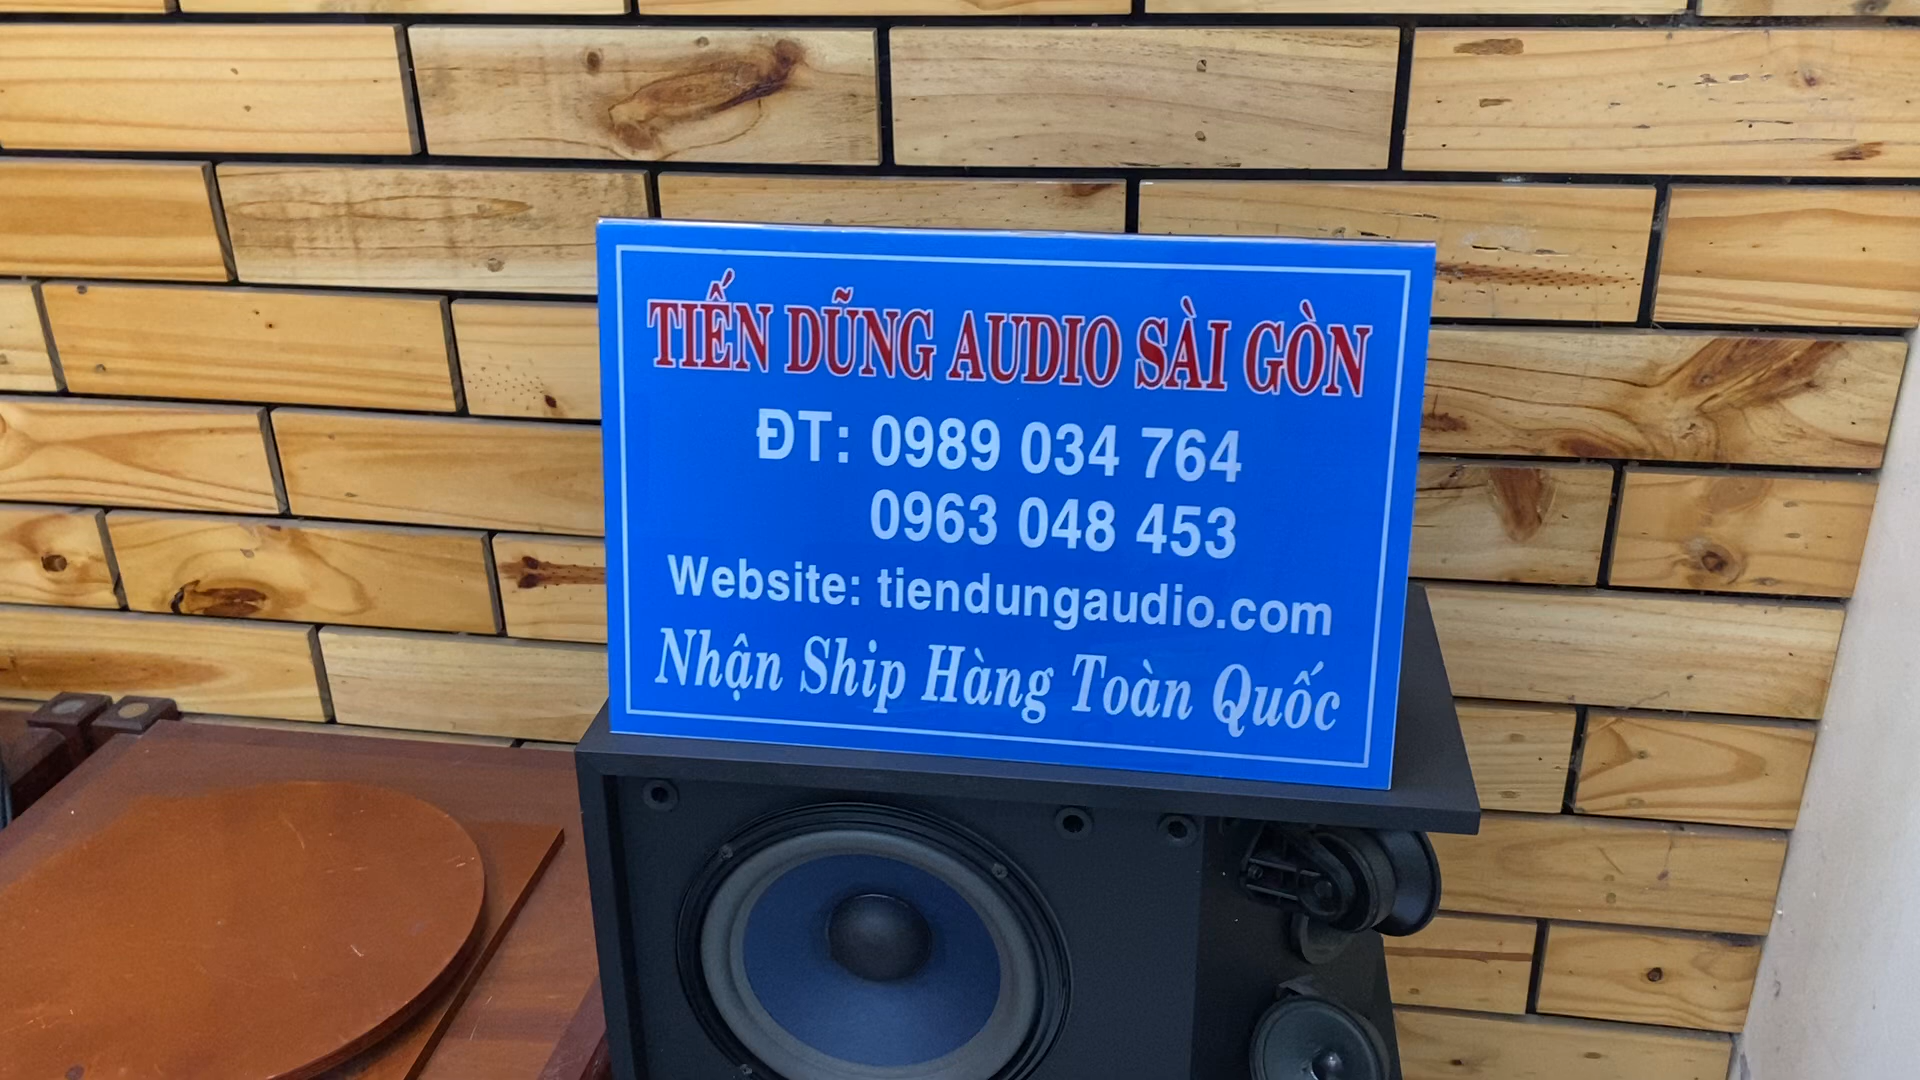 TIẾN DŨNG AUDIO SÀI GÒN
ĐT: 0989 034 764
0963 048 453
Website: tiendungaudio.com
Nhận Ship Hàng Toàn Quốc